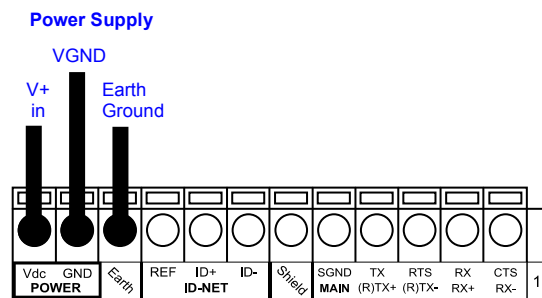 Power Supply
VGND
V+
in
Earth
Ground
Vdc GND Earth REF ID+ ID- Shield SGND TX RTS RX CTS
POWER ID-NET MAIN (R)TX+ (R)TX- RX+ RX- 1